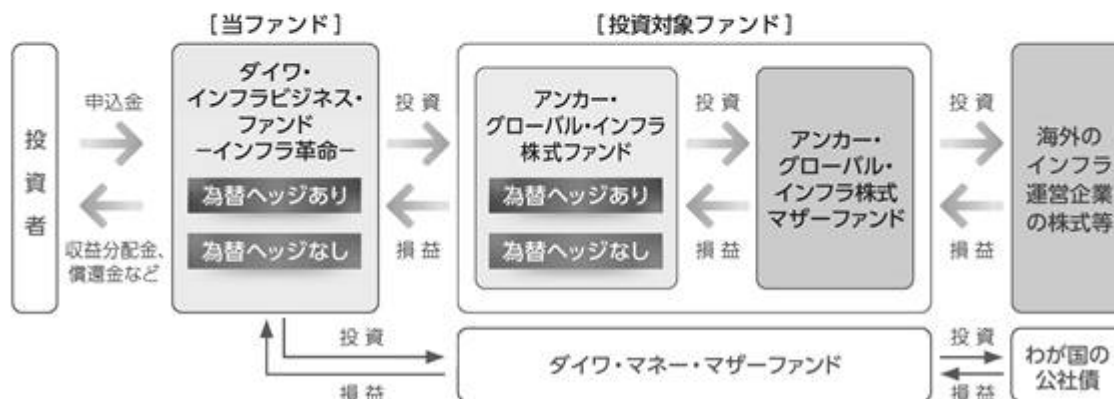 [当ファンド]
[投資対象ファンド]
投
資
者
申込金
収益分配金、
償還金など
ダイワ・
インフラビジネス・
ファンド
－インフラ革命－
為替ヘッジあり
為替ヘッジなし
投資
損益
アンカー・
グローバル・インフラ
株式ファンド
為替ヘッジあり
為替ヘッジなし
投資
損益
アンカー・
グローバル・
インフラ株式
マザーファンド
投資
損益
海外の
インフラ
運営企業
の株式等
投資
損益
ダイワ・マネー・マザーファンド
投資
損益
わが国の
公社債